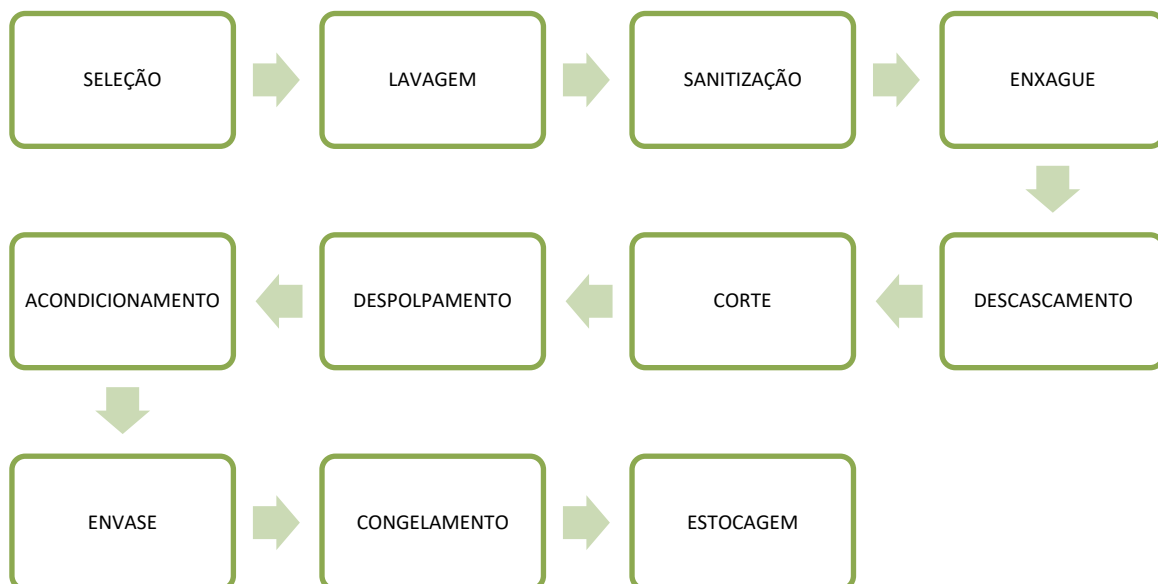 SELEÇÃO
LAVAGEM
SANITIZAÇÃO
ENXAGUE
DESCASCAMENTO
CORTE
DESPOLPAMENTO
ACONDICIONAMENTO
ENVASE
CONGELAMENTO
ESTOCAGEM